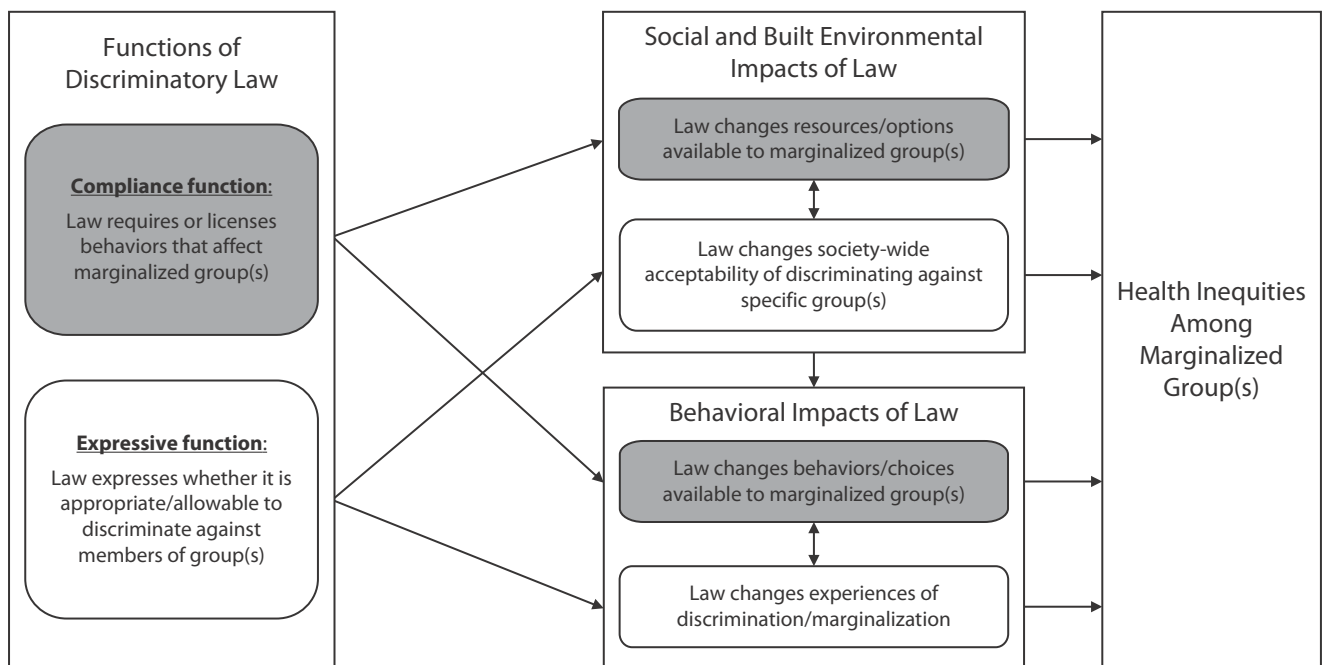 Functions of
Discriminatory Law
Compliance function:
Law requires or licenses
behaviors that affect
marginalized group(s)
Expressive function:
Law expresses whether it is
appropriate/allowable to
discriminate against
members of group(s)
Social and Built Environmental
Impacts of Law
Law changes resources/options
available to marginalized group(s)
Law changes society-wide
acceptability of discriminating against
specific group(s)
Behavioral Impacts of Law
Law changes behaviors/choices
available to marginalized group(s)
Law changes experiences of
discrimination/marginalization
Health Inequities
Among
Marginalized
Group(s)